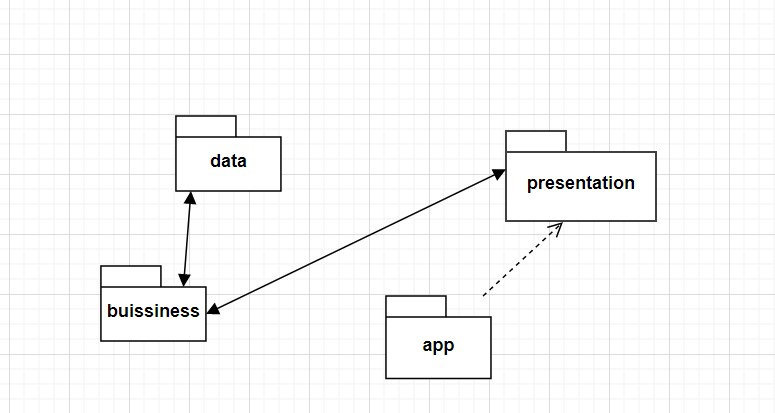 data
presentation
buissiness
app